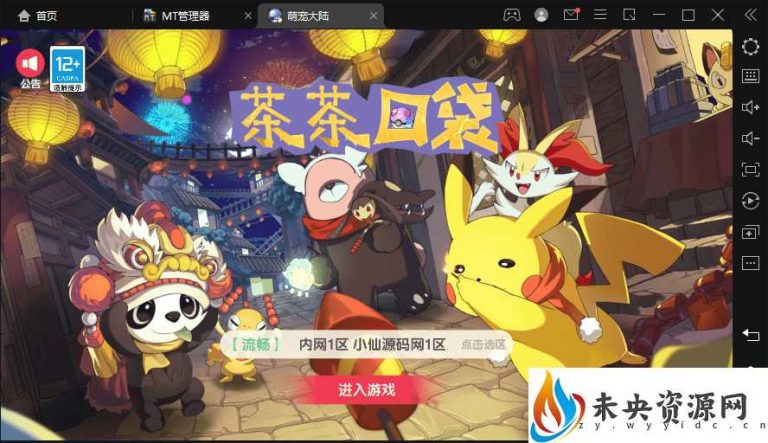 首页
MT管理器
萌宠大陆
公告
12+
CADPA
适龄提示
茶茶口袋
【流畅】 内网1区 小仙源码网1区 点击选区
进入游戏
未央资源网
zy.wyyidc.cn